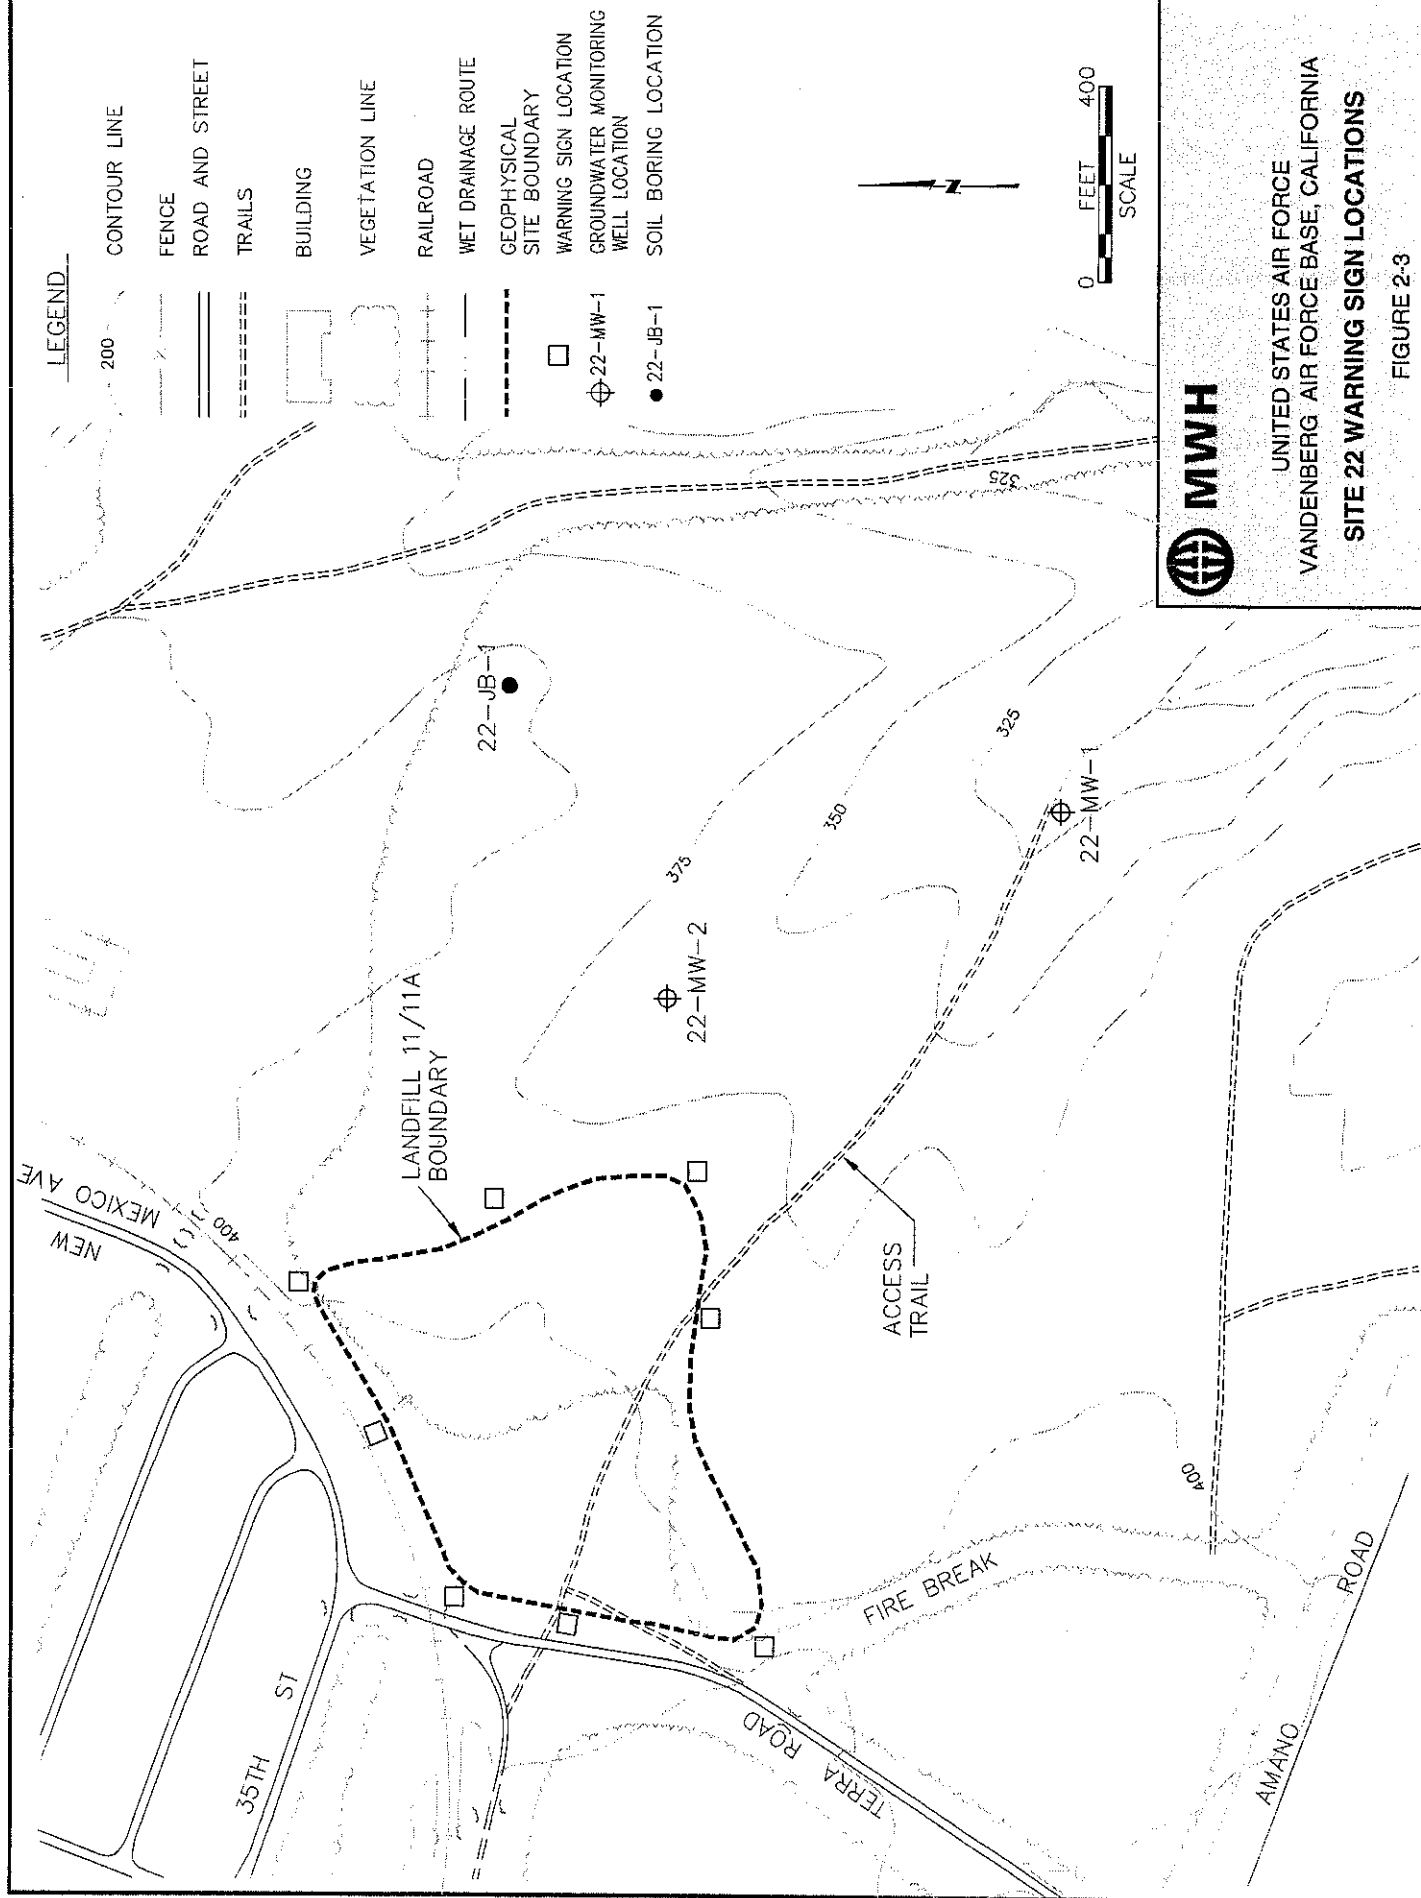 LEGEND
200
CONTOUR LINE
FENCE
ROAD AND STREET
TRAILS
BUILDING
VEGETATION LINE
RAILROAD
WET DRAINAGE ROUTE
GEOPHYSICAL
SITE BOUNDARY
WARNING SIGN LOCATION
22-MW-1
GROUNDWATER MONITORING
WELL LOCATION
22-JB-1
SOIL BORING LOCATION
NEW MEXICO AVE
400
LANDFILL 11/11A
BOUNDARY
22-JB-1
22-MW-2
375
350
325
325
22-MW-1
ACCESS
TRAIL
35TH ST
TERRA ROAD
FIRE BREAK
400
AMANO ROAD
N
0 FEET 400
SCALE
MWH
UNITED STATES AIR FORCE
VANDENBERG AIR FORCE BASE, CALIFORNIA
SITE 22 WARNING SIGN LOCATIONS
FIGURE 2-3